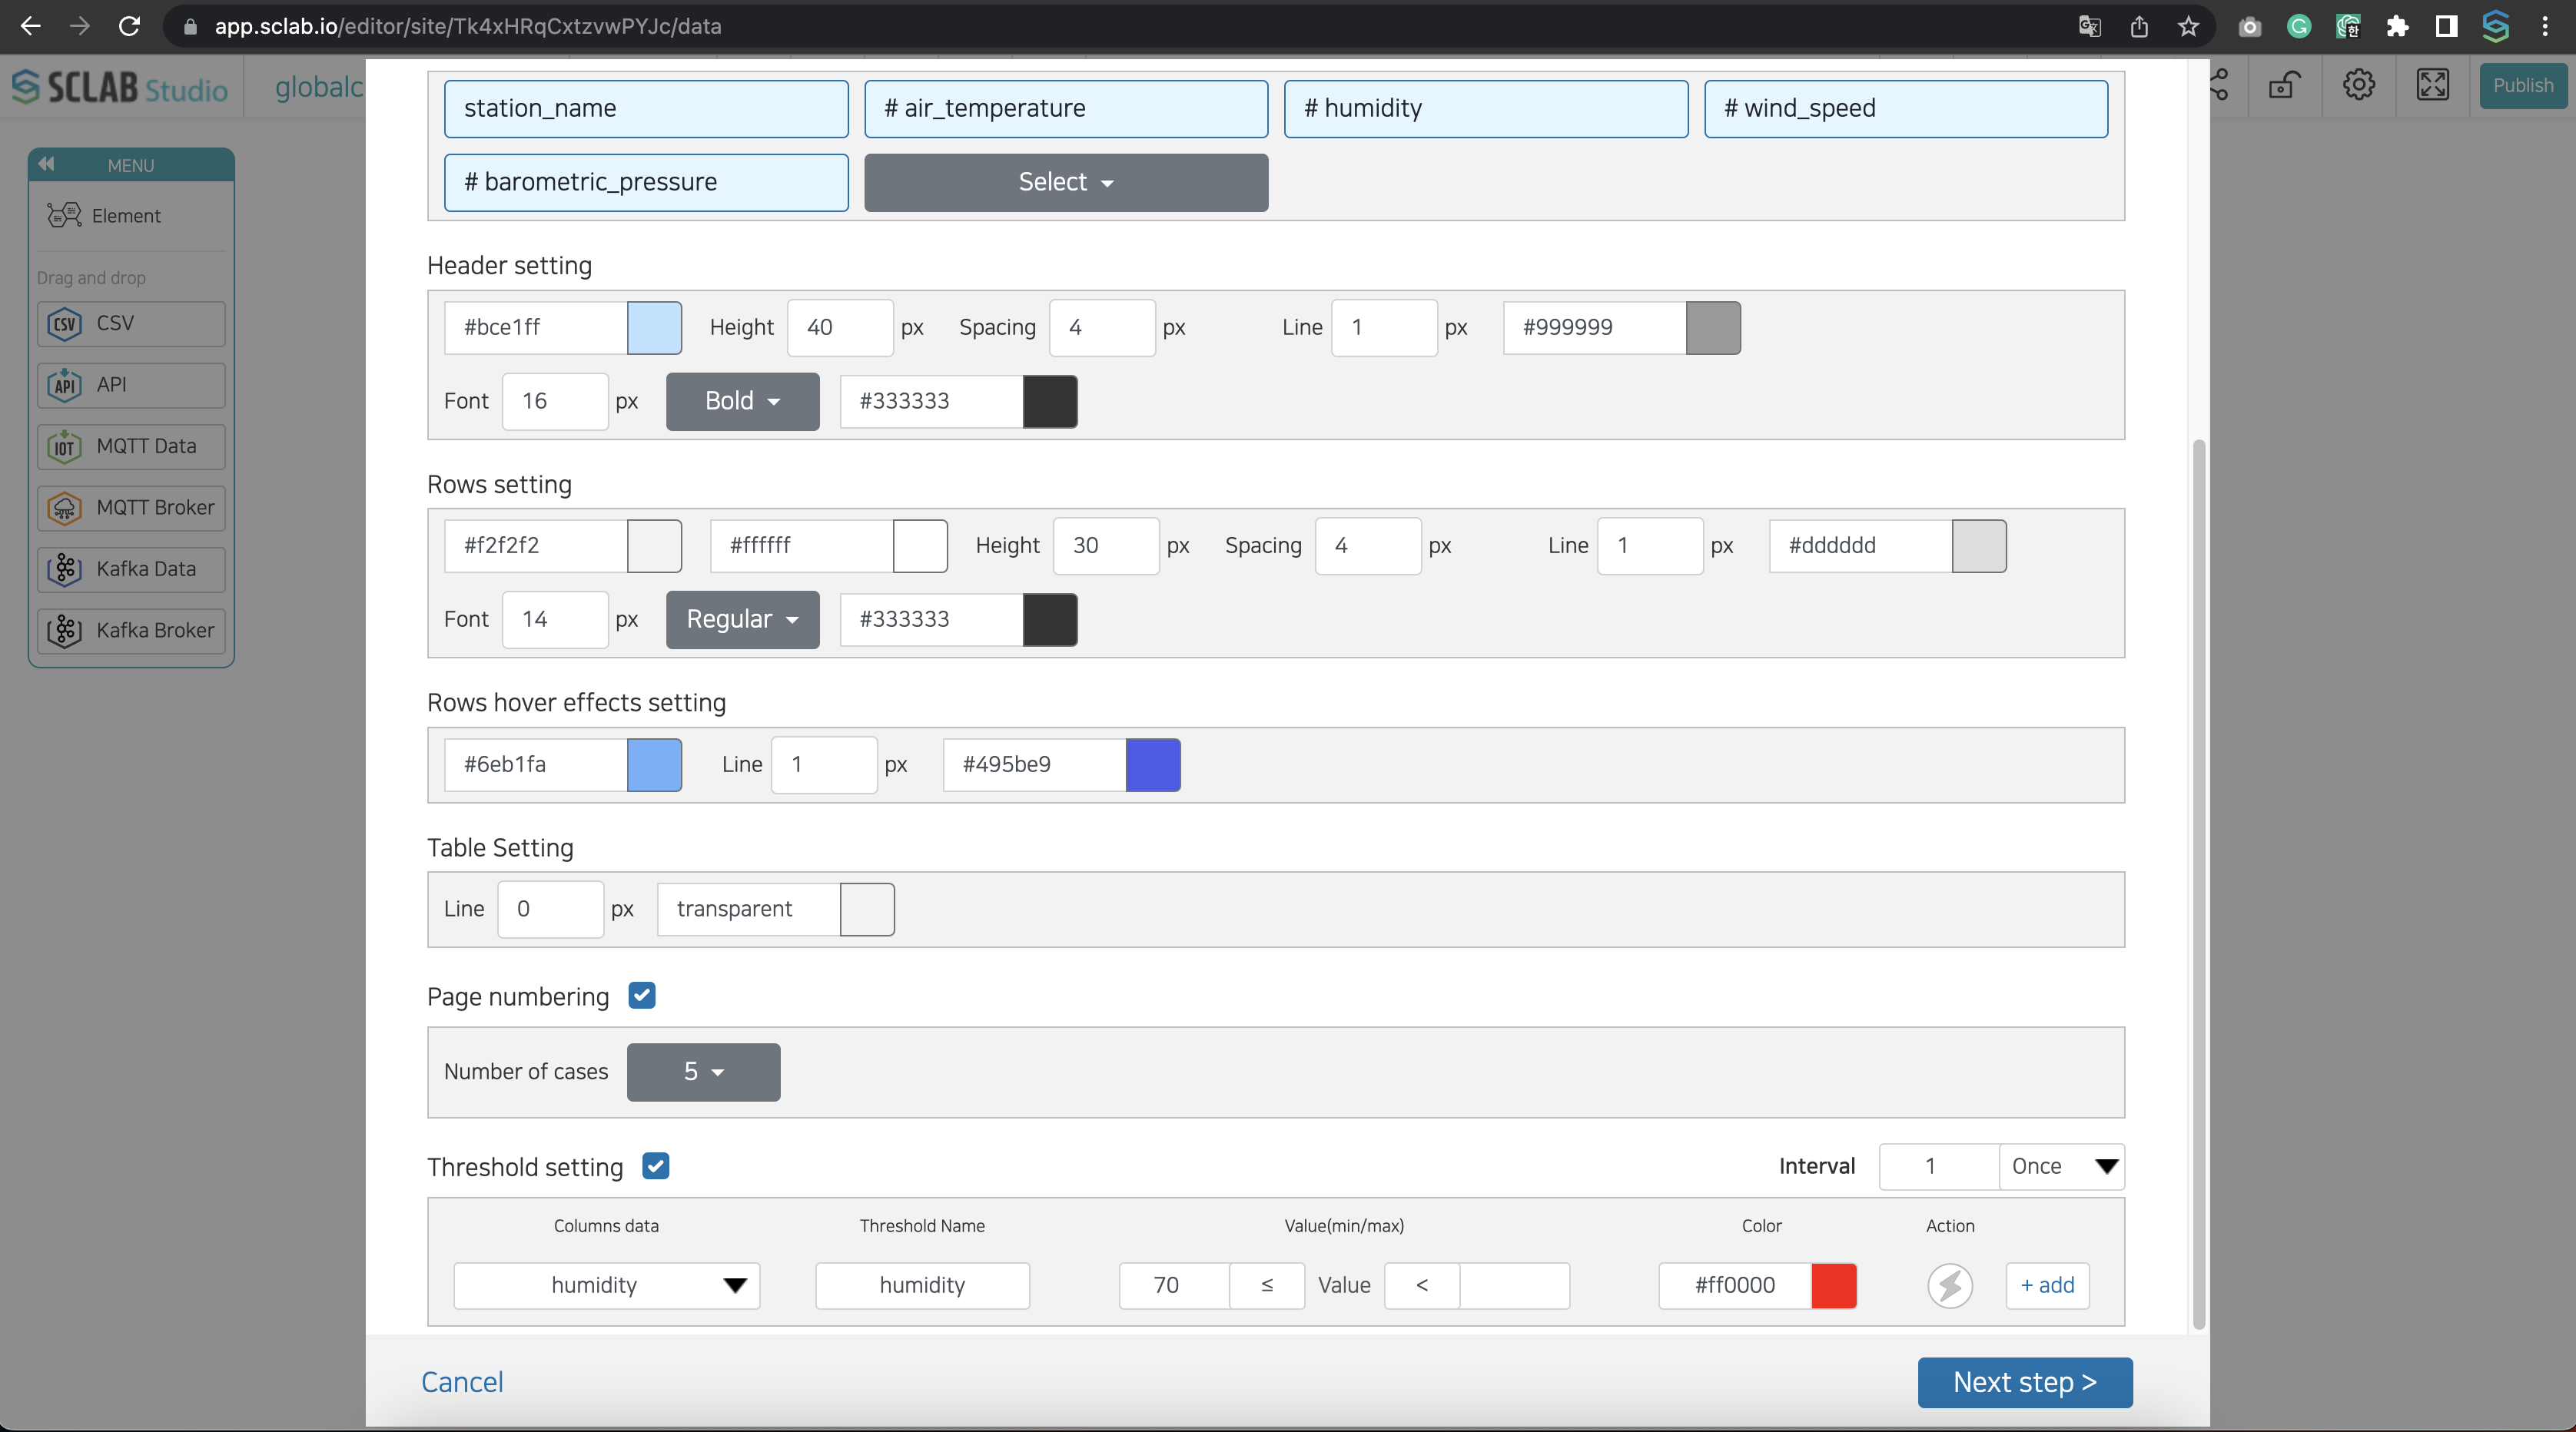 app.sclab.io/editor/site/Tk4xHRqCxtzvwPYJc/data
SCLAB Studio
globalc
Publish
MENU
Element
Drag and drop
CSV CSV
API API
IOT MQTT Data
MQTT Broker
Kafka Data
Kafka Broker
station_name # air_temperature # humidity # wind_speed
# barometric_pressure Select
Header setting
#bce1ff Height 40 px Spacing 4 px Line 1 px #999999
Font 16 px Bold #333333
Rows setting
#f2f2f2 #ffffff Height 30 px Spacing 4 px Line 1 px #dddddd
Font 14 px Regular #333333
Rows hover effects setting
#6eb1fa Line 1 px #495be9
Table Setting
Line 0 px transparent
Page numbering
Number of cases 5
Threshold setting Interval 1 Once
Columns data Threshold Name Value(min/max) Color Action
humidity humidity 70 ≤ Value < #ff0000 + add
Cancel Next step >